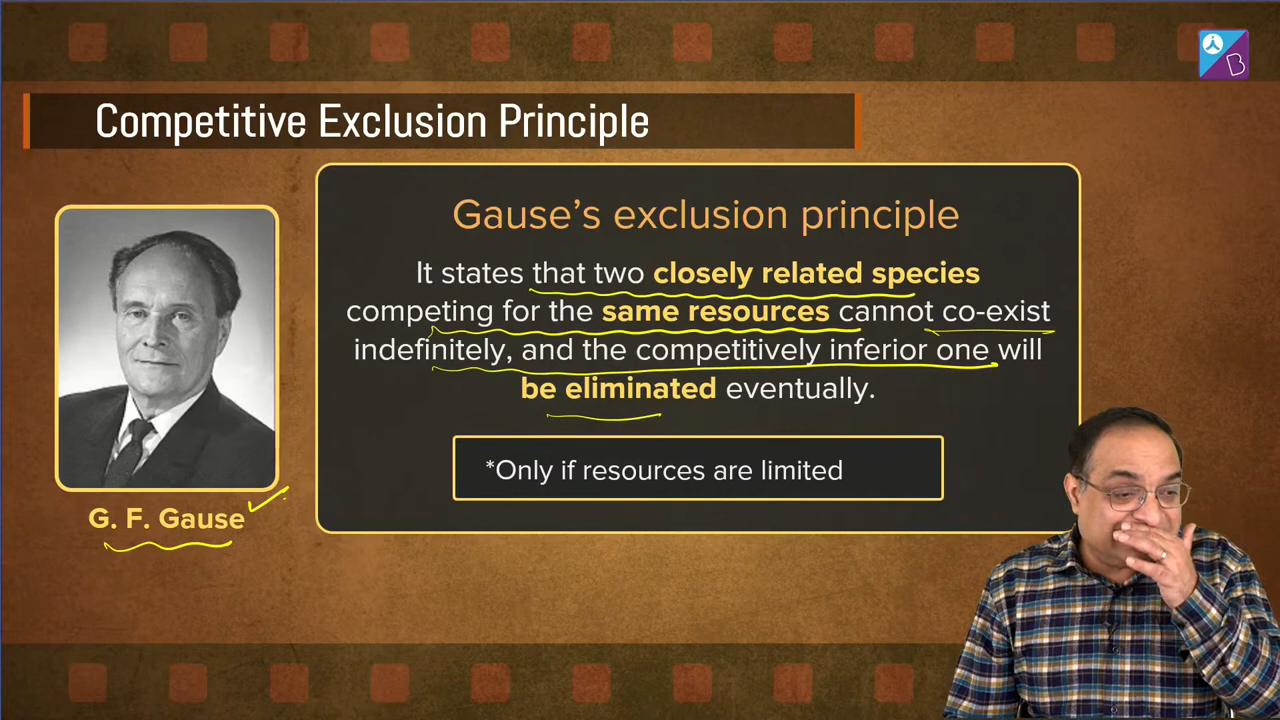 B
Competitive Exclusion Principle
Gause’s exclusion principle
It states that two closely related species
competing for the same resources cannot co-exist
indefinitely, and the competitively inferior one will
be eliminated eventually.
*Only if resources are limited
G. F. Gause